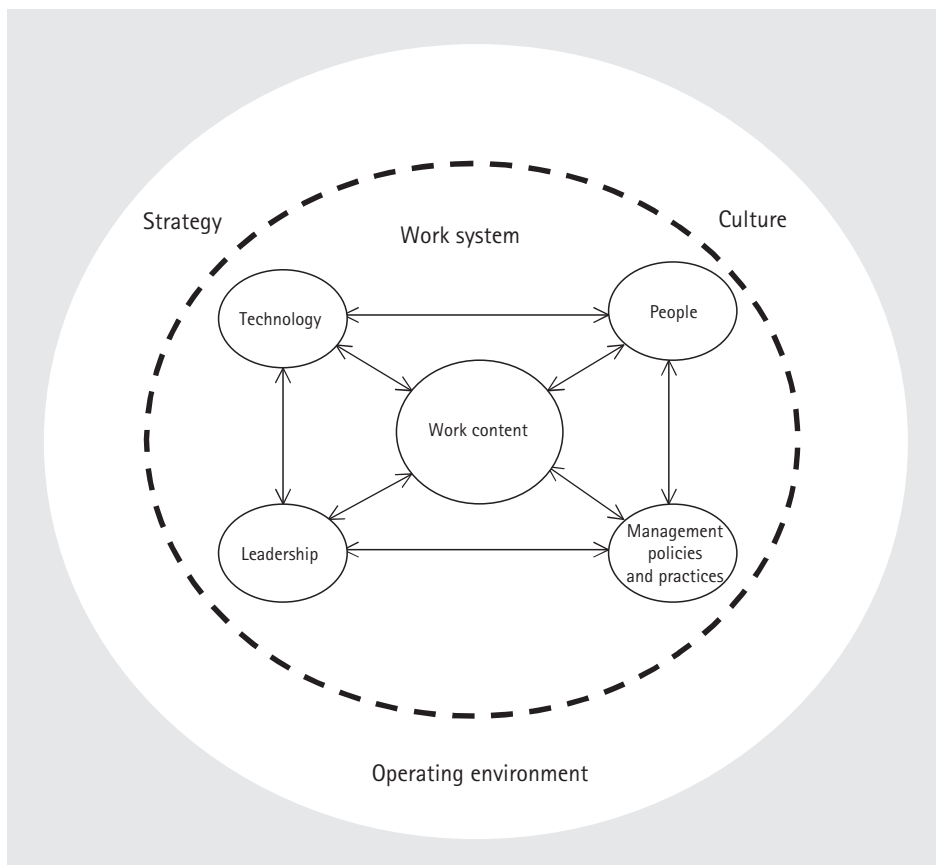 Strategy
Culture
Work system
Technology
People
Work content
Leadership
Management
policies
and practices
Operating environment